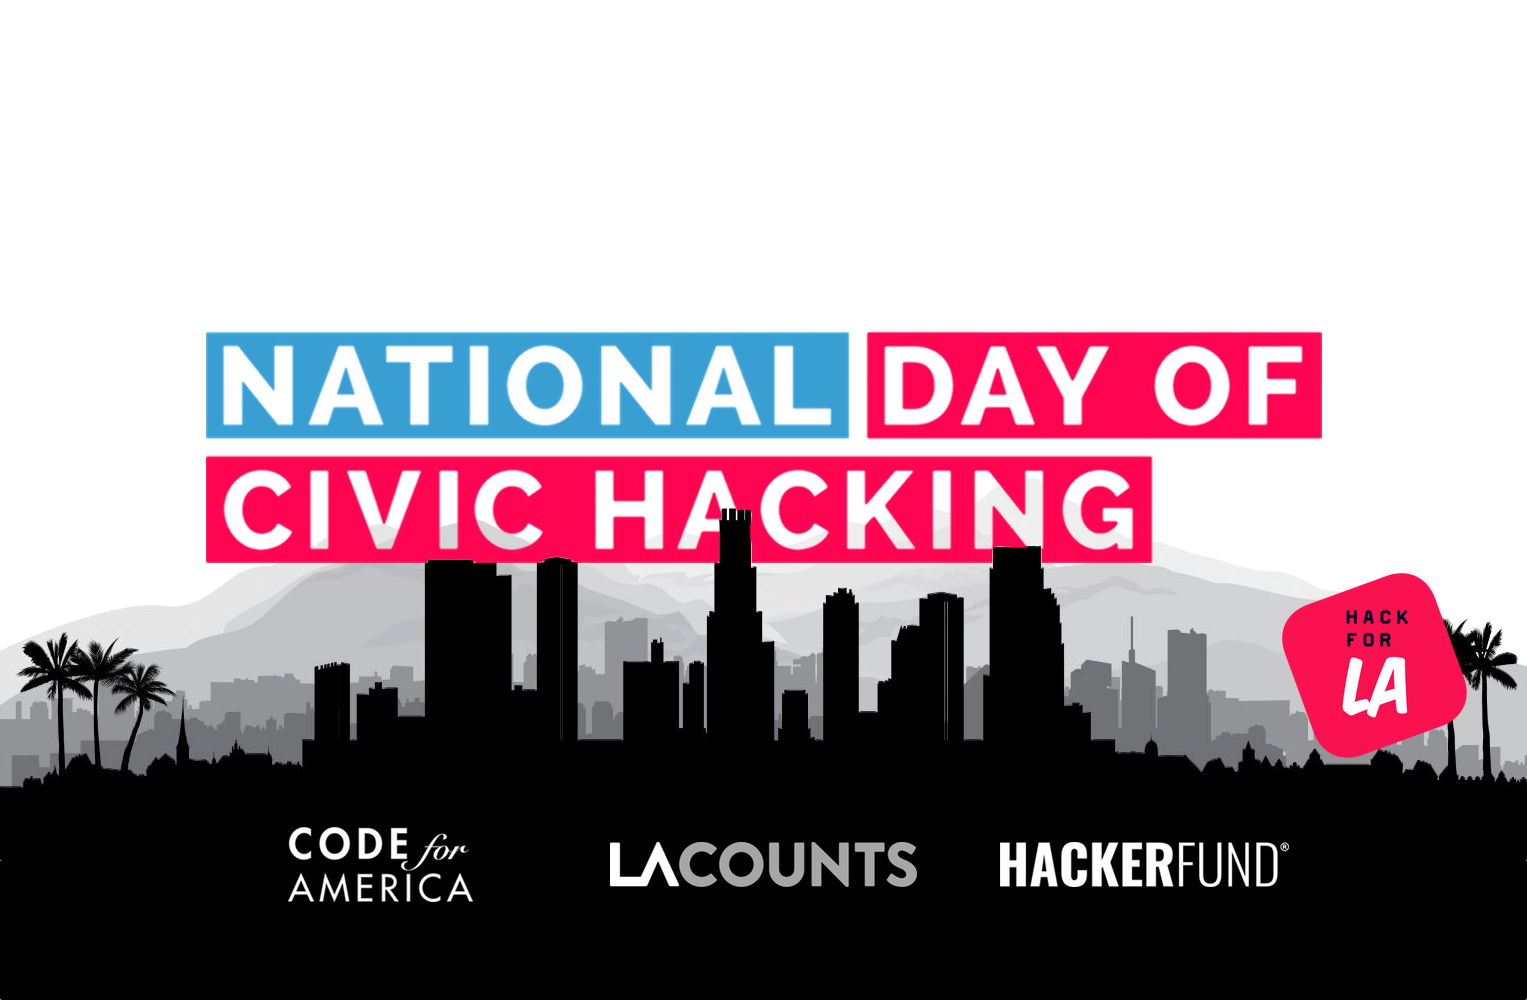 NATIONAL DAY OF
CIVIC HACKING
HACK
FOR
LA
CODE for
AMERICA
LACOUNTS
HACKERFUND®